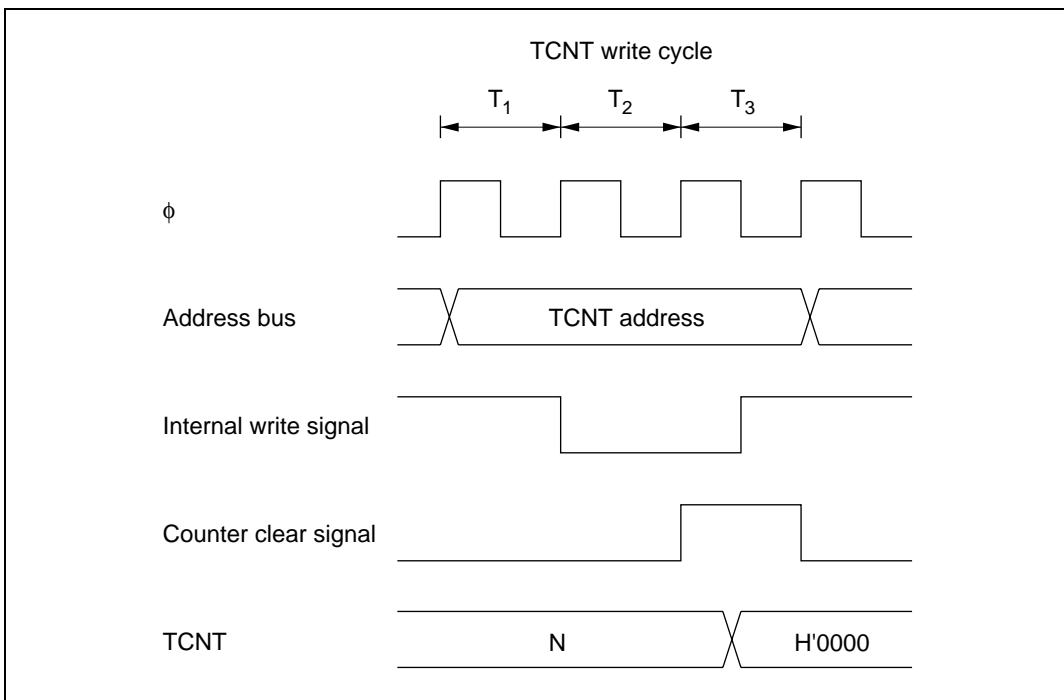 TCNT write cycle
T1 T2 T3
ϕ
Address bus TCNT address
Internal write signal
Counter clear signal
TCNT N H'0000